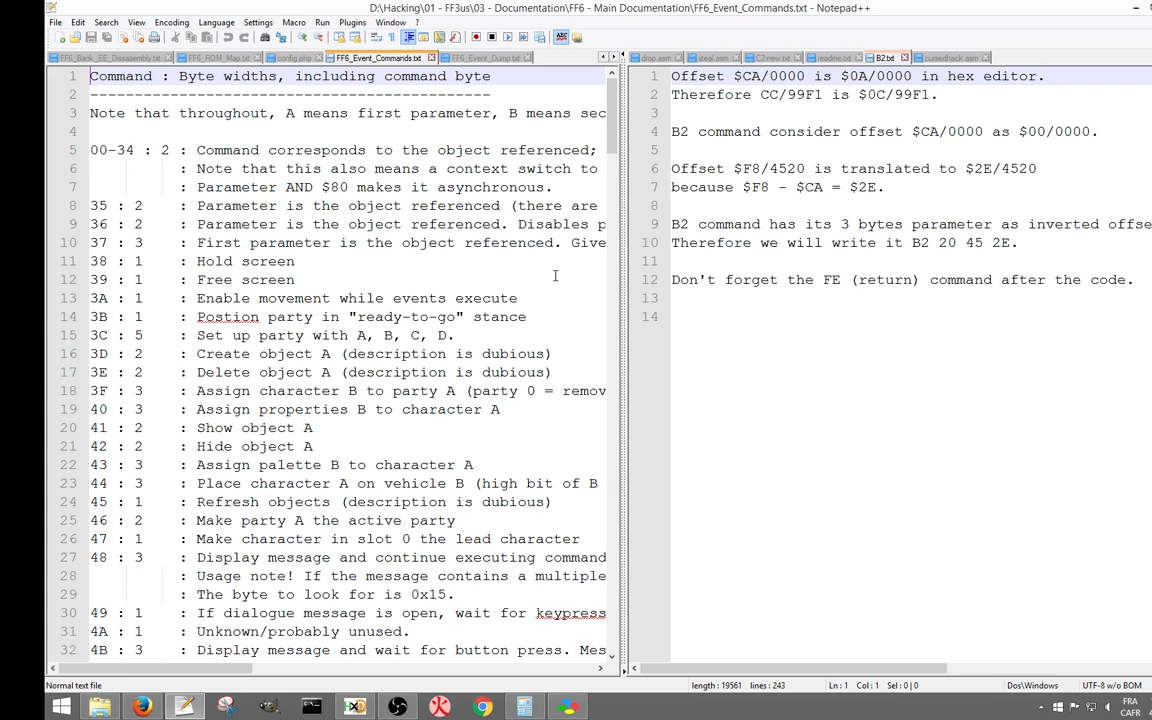 D:\Hacking\01 - FF3us\03 - Documentation\FF6 - Main Documentation\FF6_Event_Commands.txt - Notepad++
File Edit Search View Encoding Language Settings Macro Run Plugins Window ?
FF6_Bank_EE_Disassembly.txt FF6_ROM_Map.txt config.php FF6_Event_Commands.txt FF6_Event_Dump.txt drop.asm steal.asm C2-new.txt readme.txt B2.txt cursedhack.asm
1 Command : Byte widths, including command byte
2 ---------------------------------------------
3 Note that throughout, A means first parameter, B means sec
4
5 00-34 : 2 : Command corresponds to the object referenced;
6 : Note that this also means a context switch to
7 : Parameter AND $80 makes it asynchronous.
8 35 : 2 : Parameter is the object referenced (there are
9 36 : 2 : Parameter is the object referenced. Disables p
10 37 : 3 : First parameter is the object referenced. Give
11 38 : 1 : Hold screen
12 39 : 1 : Free screen
13 3A : 1 : Enable movement while events execute
14 3B : 1 : Postion party in "ready-to-go" stance
15 3C : 5 : Set up party with A, B, C, D.
16 3D : 2 : Create object A (description is dubious)
17 3E : 2 : Delete object A (description is dubious)
18 3F : 3 : Assign character B to party A (party 0 = remov
19 40 : 3 : Assign properties B to character A
20 41 : 2 : Show object A
21 42 : 2 : Hide object A
22 43 : 3 : Assign palette B to character A
23 44 : 3 : Place character A on vehicle B (high bit of B
24 45 : 1 : Refresh objects (description is dubious)
25 46 : 2 : Make party A the active party
26 47 : 1 : Make character in slot 0 the lead character
27 48 : 3 : Display message and continue executing command
28 : Usage note! If the message contains a multiple
29 : The byte to look for is 0x15.
30 49 : 1 : If dialogue message is open, wait for keypress
31 4A : 1 : Unknown/probably unused.
32 4B : 3 : Display message and wait for button press. Mes
1 Offset $CA/0000 is $0A/0000 in hex editor.
2 Therefore CC/99F1 is $0C/99F1.
3
4 B2 command consider offset $CA/0000 as $00/0000.
5
6 Offset $F8/4520 is translated to $2E/4520
7 because $F8 - $CA = $2E.
8
9 B2 command has its 3 bytes parameter as inverted offse
10 Therefore we will write it B2 20 45 2E.
11
12 Don't forget the FE (return) command after the code.
13
14
Normal text file length : 19561 lines : 243 Ln : 1 Col : 1 Sel : 0 | 0 Dos\Windows UTF-8 w/o BOM
FRA
CAFR